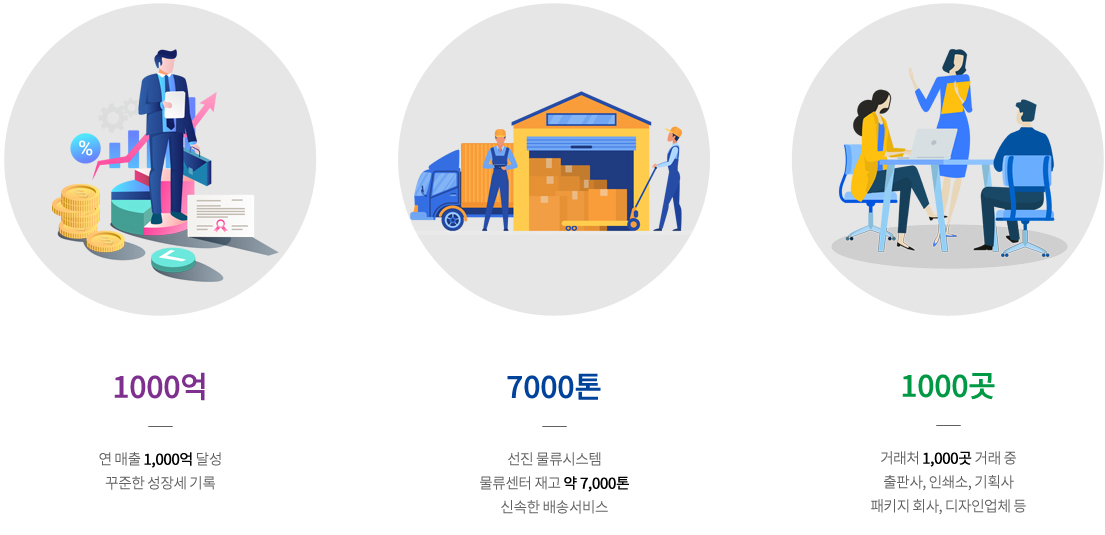 %
1000억
연 매출 1,000억 달성
꾸준한 성장세 기록
7000톤
선진 물류시스템
물류센터 재고 약 7,000톤
신속한 배송서비스
1000곳
거래처 1,000곳 거래 중
출판사, 인쇄소, 기획사
패키지 회사, 디자인업체 등